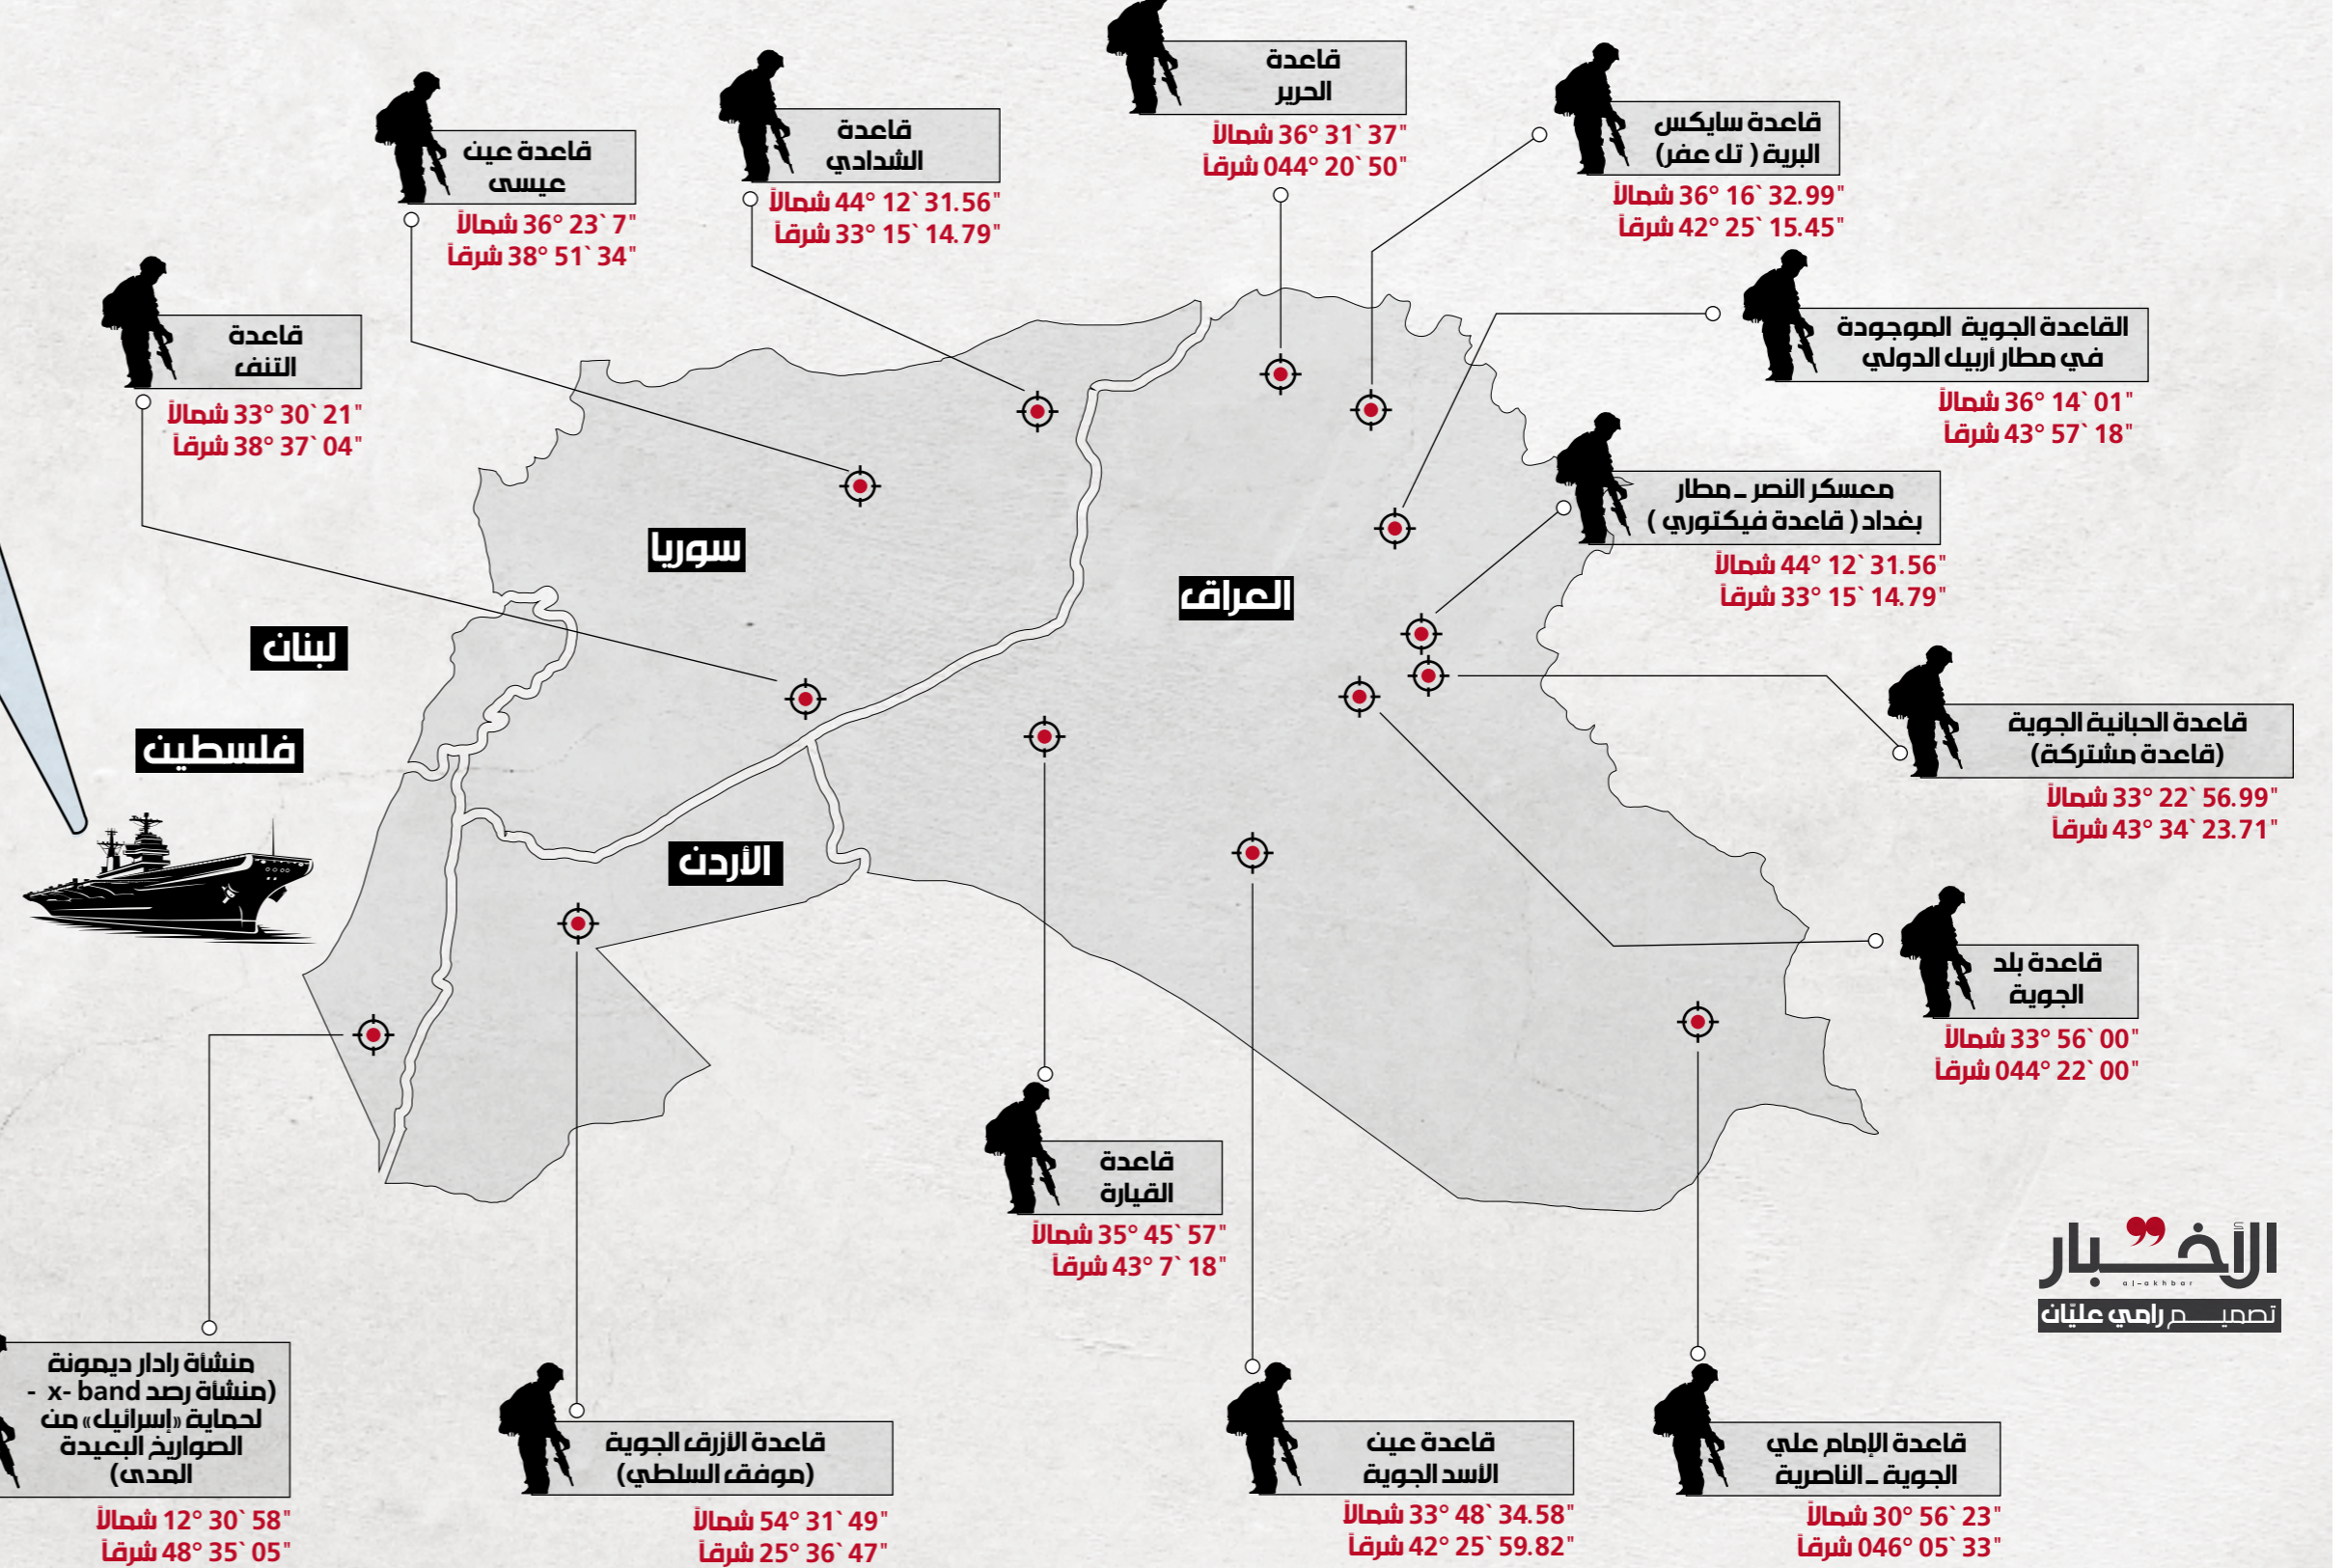 قاعدة
الحرير
36° 31` 37" شمالاً
044° 20` 50" شرقاً
قاعدة سايكس
البرية ( تل عفر)
36° 16` 32.99" شمالاً
42° 25` 15.45" شرقاً
قاعدة
الشدادي
44° 12` 31.56" شمالاً
33° 15` 14.79" شرقاً
قاعدة عين
عيسى
36° 23` 7" شمالاً
38° 51` 34" شرقاً
القاعدة الجوية الموجودة
في مطار أربيل الدولي
36° 14` 01" شمالاً
43° 57` 18" شرقاً
قاعدة
التنف
33° 30` 21" شمالاً
38° 37` 04" شرقاً
معسكر النصر – مطار
بغداد ( قاعدة فيكتوري )
44° 12` 31.56" شمالاً
33° 15` 14.79" شرقاً
سوريا
العراق
لبنان
فلسطين
الأردن
قاعدة الحبانية الجوية
(قاعدة مشتركة)
33° 22` 56.99" شمالاً
43° 34` 23.71" شرقاً
قاعدة بلد
الجوية
33° 56` 00" شمالاً
044° 22` 00" شرقاً
قاعدة
القيارة
35° 45` 57" شمالاً
43° 7` 18" شرقاً
الأخبار
al-akhbar
تصميم رامي عليّان
قاعدة الإمام علي
الجوية – الناصرية
30° 56` 23" شمالاً
046° 05` 33" شرقاً
قاعدة عين
الأسد الجوية
33° 48` 34.58" شمالاً
42° 25` 59.82" شرقاً
قاعدة الأزرق الجوية
(موفق السلطي)
54° 31` 49" شمالاً
25° 36` 47" شرقاً
منشأة رادار ديمونة
(منشأة رصد x- band -
لحماية «إسرائيل» من
الصواريخ البعيدة
المدى)
12° 30` 58" شمالاً
48° 35` 05" شرقاً